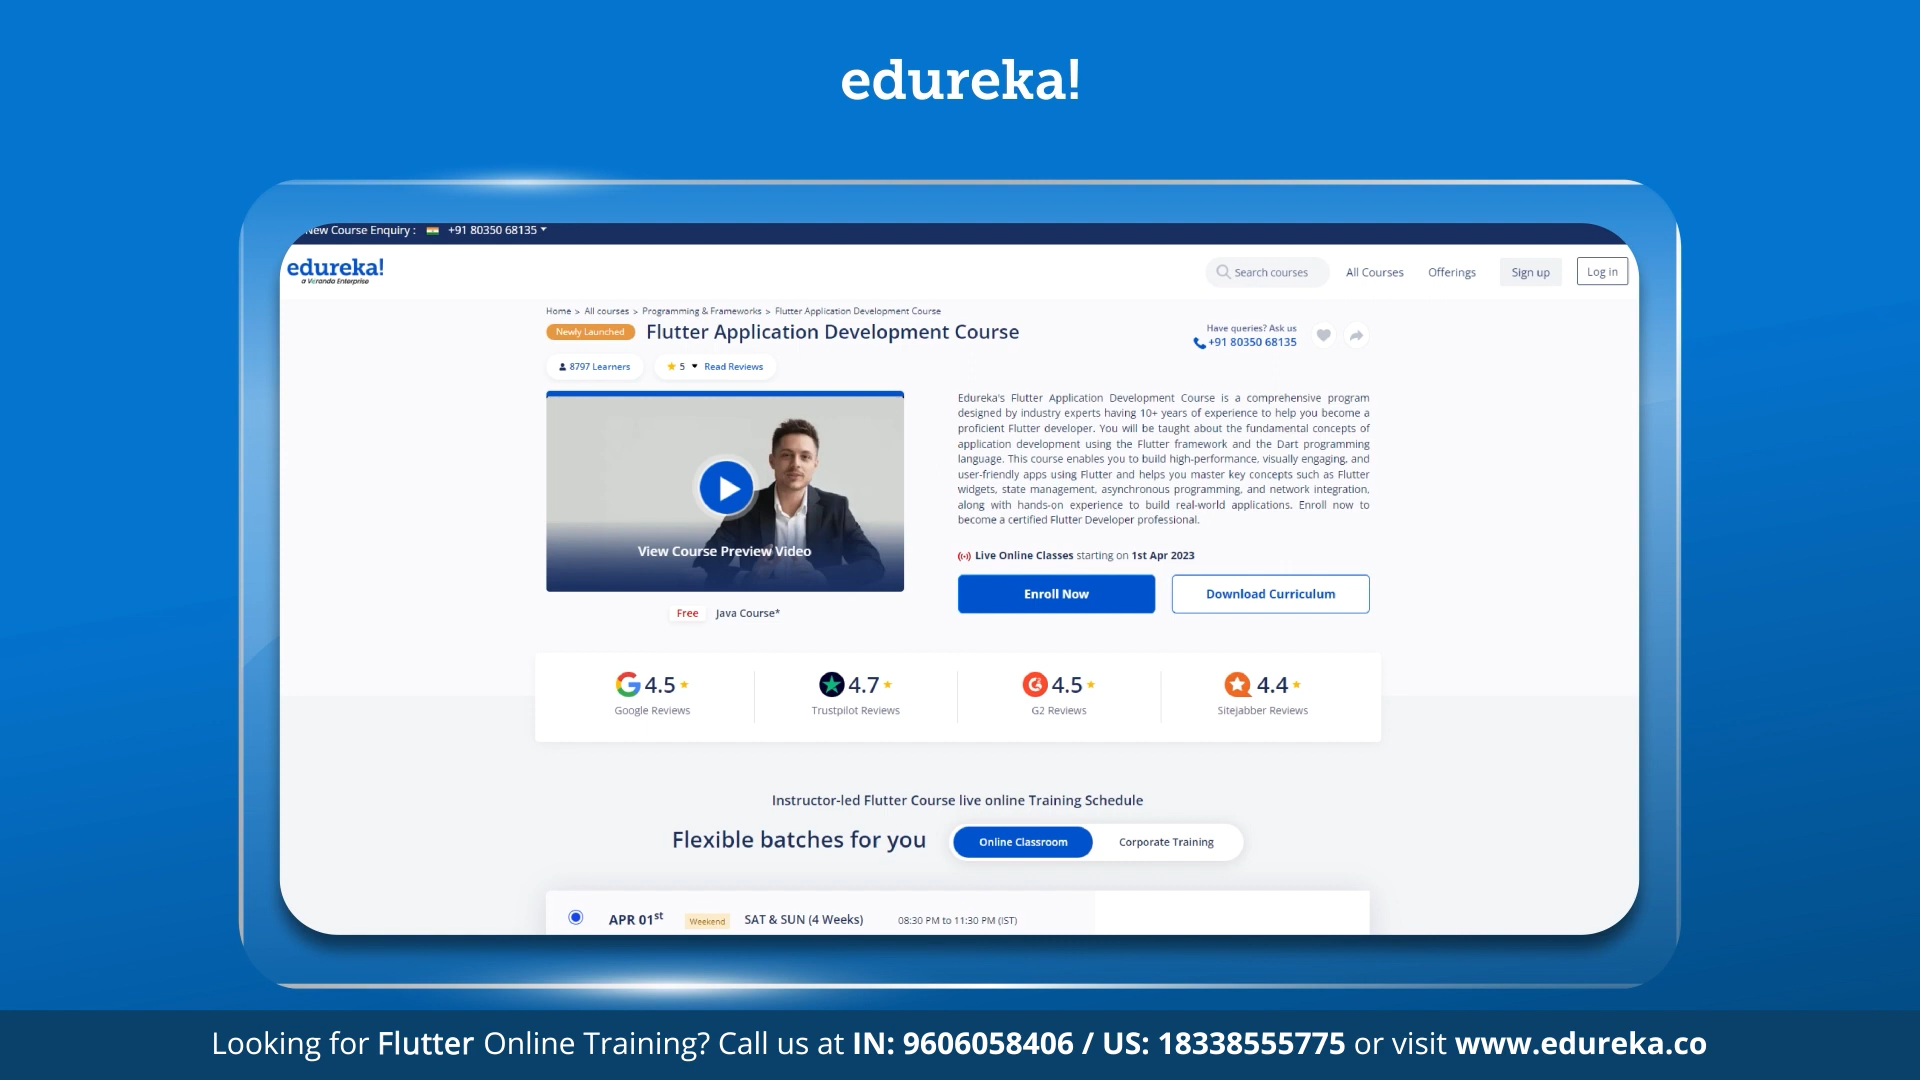 edureka!
New Course Enquiry : +91 80350 68135
edureka!
a Veranda Enterprise
Search courses All Courses Offerings Sign up Log in
Home > All courses > Programming & Frameworks > Flutter Application Development Course
Newly Launched Flutter Application Development Course
Have queries? Ask us
+91 80350 68135
8797 Learners 5 Read Reviews
Edureka's Flutter Application Development Course is a comprehensive program
designed by industry experts having 10+ years of experience to help you become a
proficient Flutter developer. You will be taught about the fundamental concepts of
application development using the Flutter framework and the Dart programming
language. This course enables you to build high-performance, visually engaging, and
user-friendly apps using Flutter and helps you master key concepts such as Flutter
widgets, state management, asynchronous programming, and network integration,
along with hands-on experience to build real-world applications. Enroll now to
become a certified Flutter Developer professional.
View Course Preview Video
Live Online Classes starting on 1st Apr 2023
Enroll Now Download Curriculum
Free Java Course*
4.5 4.7 4.5 4.4
Google Reviews Trustpilot Reviews G2 Reviews Sitejabber Reviews
Instructor-led Flutter Course live online Training Schedule
Flexible batches for you Online Classroom Corporate Training
APR 01st Weekend SAT & SUN (4 Weeks) 08:30 PM to 11:30 PM (IST)
Looking for Flutter Online Training? Call us at IN: 9606058406 / US: 18338555775 or visit www.edureka.co